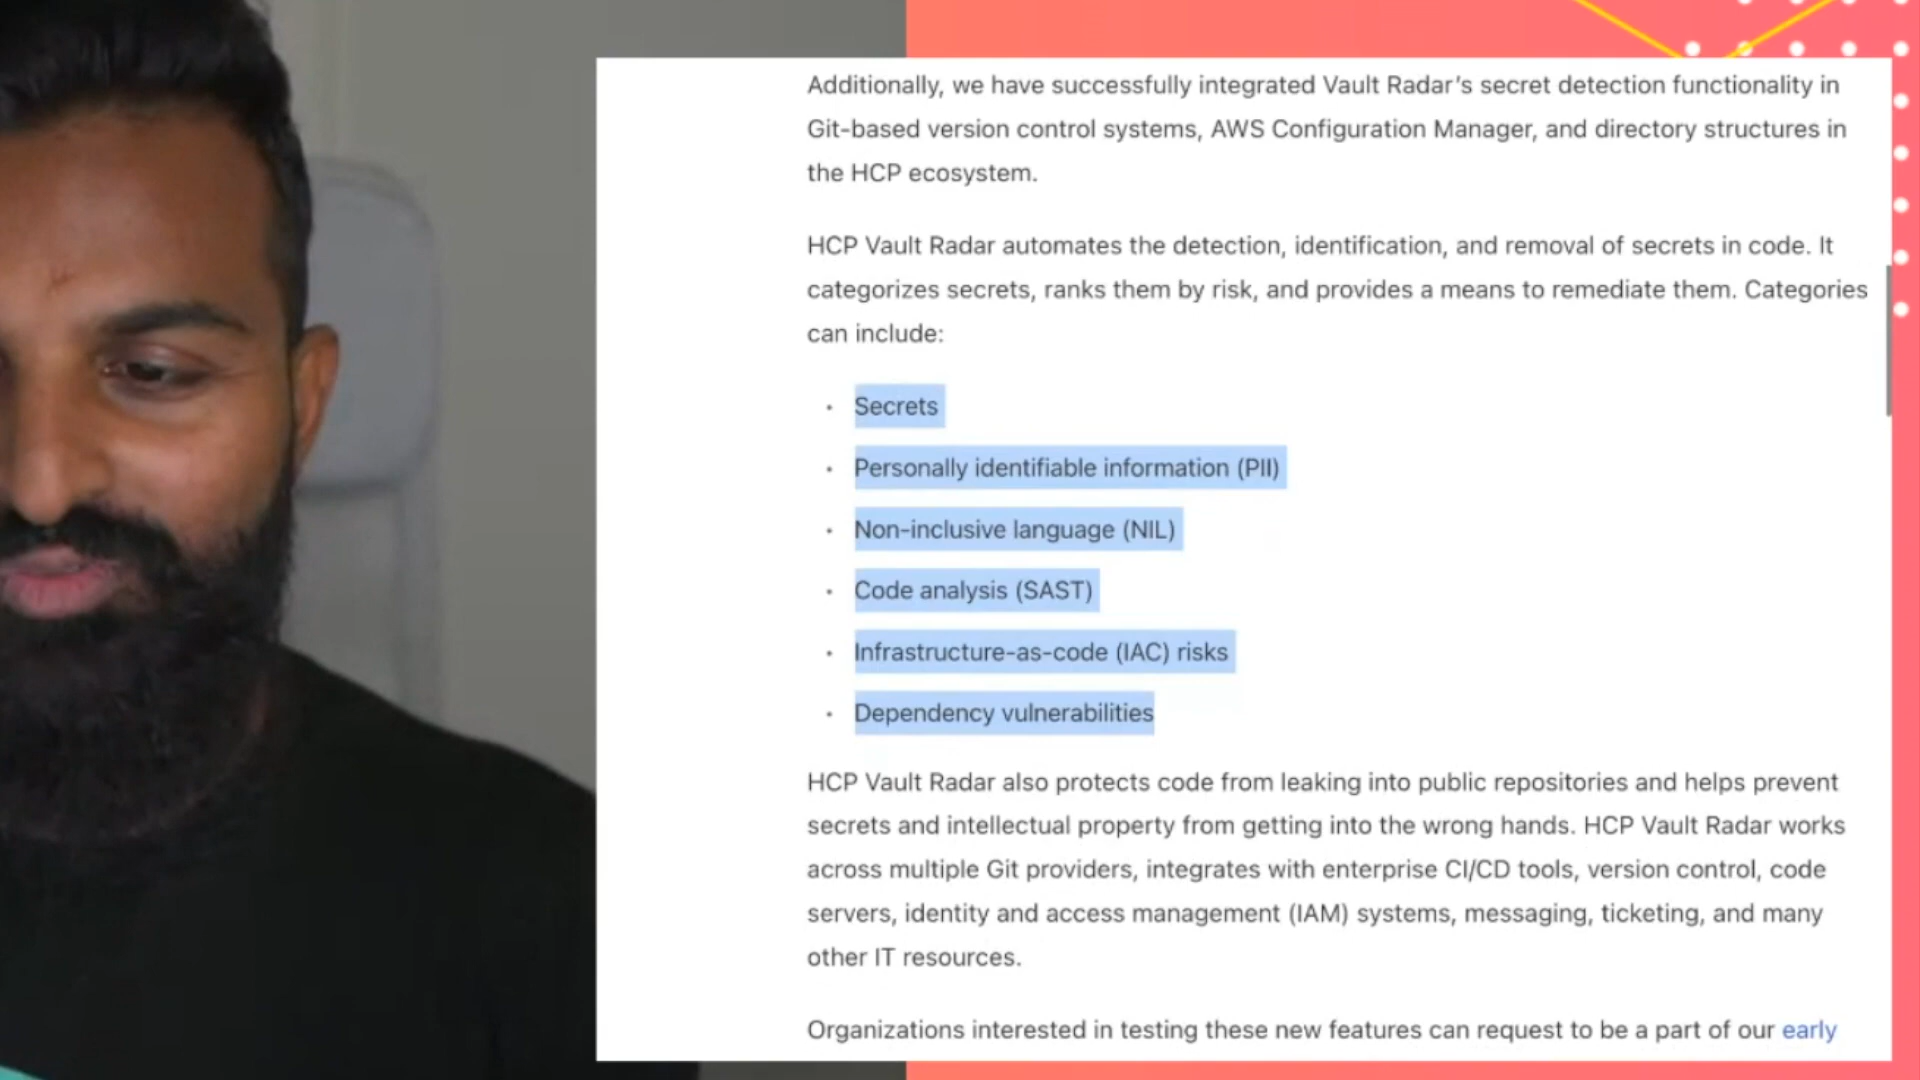 Additionally, we have successfully integrated Vault Radar's secret detection functionality in
Git-based version control systems, AWS Configuration Manager, and directory structures in
the HCP ecosystem.
HCP Vault Radar automates the detection, identification, and removal of secrets in code. It
categorizes secrets, ranks them by risk, and provides a means to remediate them. Categories
can include:
• Secrets
• Personally identifiable information (PII)
• Non-inclusive language (NIL)
• Code analysis (SAST)
• Infrastructure-as-code (IAC) risks
• Dependency vulnerabilities
HCP Vault Radar also protects code from leaking into public repositories and helps prevent
secrets and intellectual property from getting into the wrong hands. HCP Vault Radar works
across multiple Git providers, integrates with enterprise CI/CD tools, version control, code
servers, identity and access management (IAM) systems, messaging, ticketing, and many
other IT resources.
Organizations interested in testing these new features can request to be a part of our early